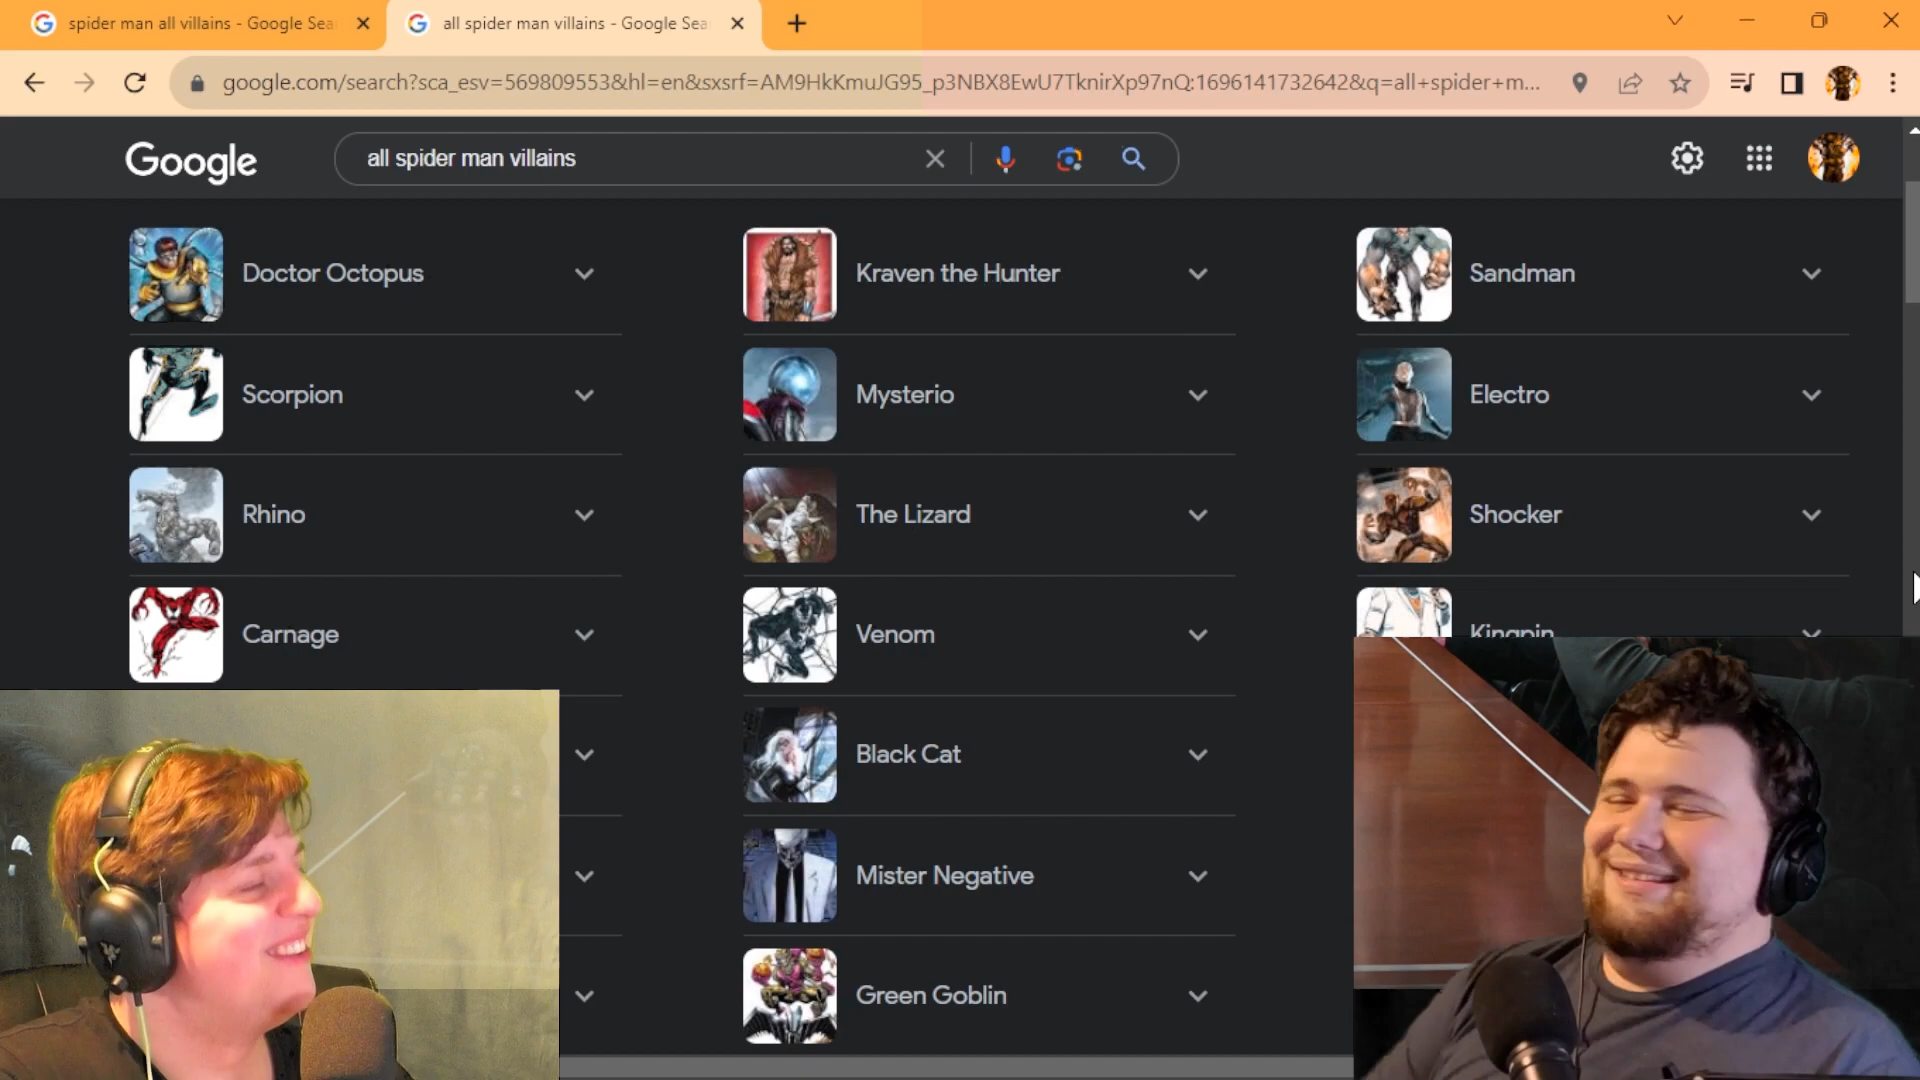 spider man all villains - Google Sea
all spider man villains - Google Sea
google.com/search?sca_esv=569809553&hl=en&sxsrf=AM9HkKmuJG95_p3NBX8EwU7TknirXp97nQ:1696141732642&q=all+spider+m...
Google
all spider man villains
Doctor Octopus
Kraven the Hunter
Sandman
Scorpion
Mysterio
Electro
Rhino
The Lizard
Shocker
Carnage
Venom
Kingpin
Black Cat
Mister Negative
Green Goblin